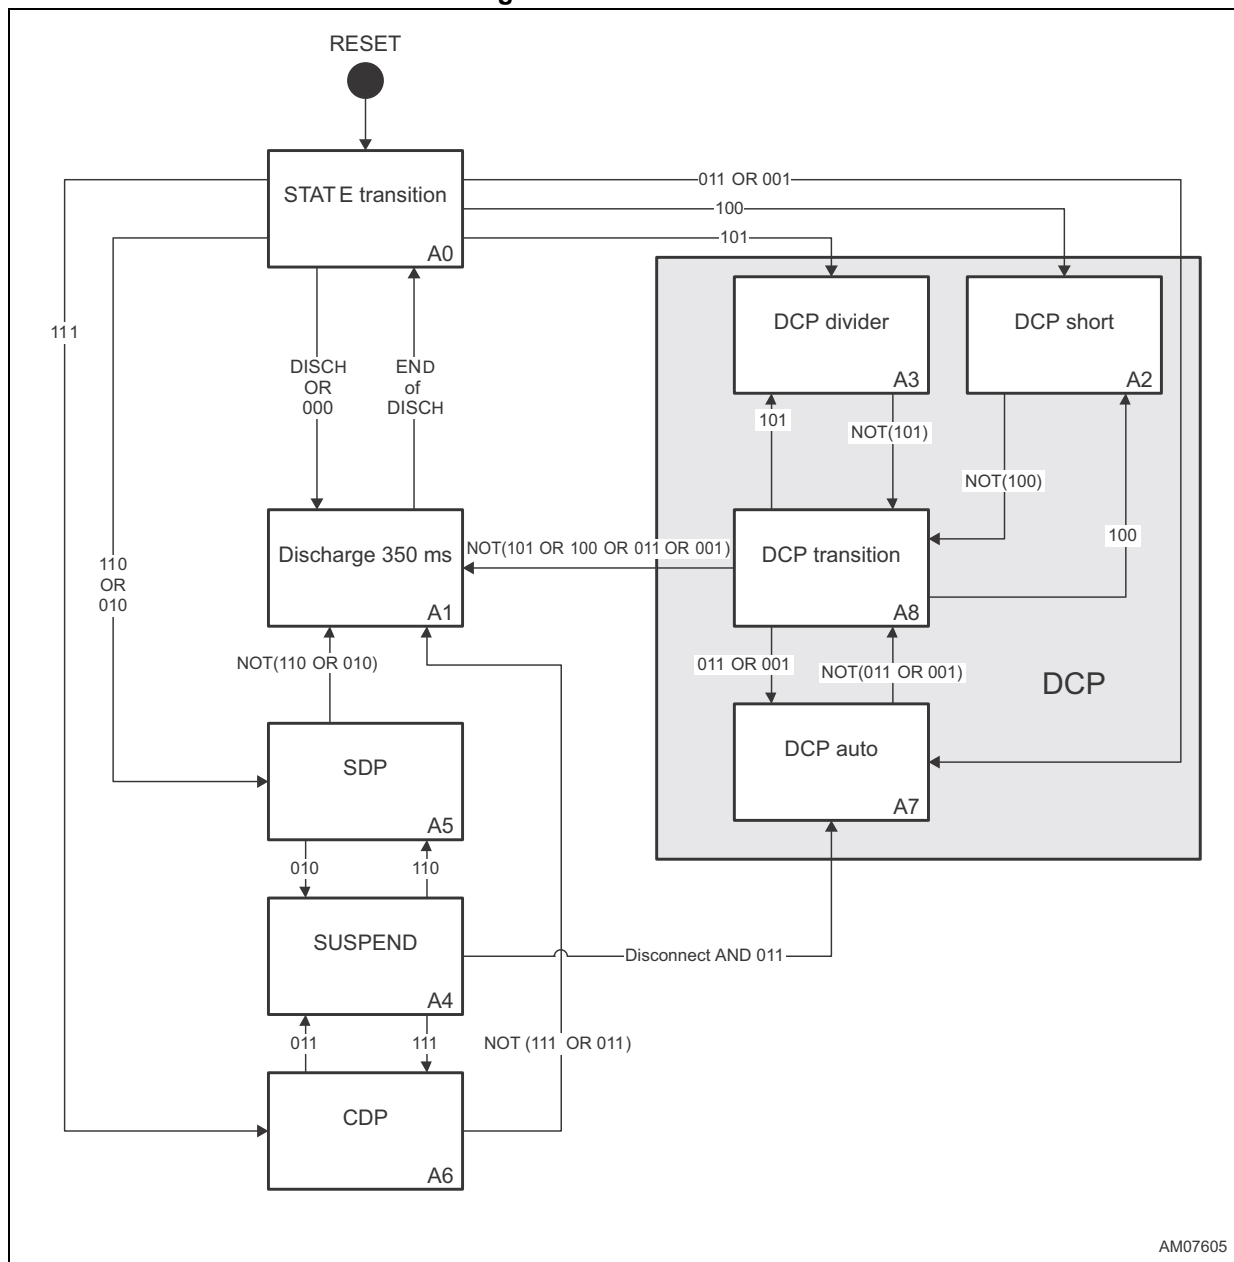 RESET
STATE transition
A0
011 OR 001
100
101
111
DISCH
OR
000
END
of
DISCH
DCP divider
A3
DCP short
A2
101
NOT(101)
NOT(100)
100
110
OR
010
Discharge 350 ms
A1
NOT(101 OR 100 OR 011 OR 001)
DCP transition
A8
NOT(110 OR 010)
011 OR 001
NOT(011 OR 001)
DCP
SDP
A5
DCP auto
A7
010
110
SUSPEND
A4
Disconnect AND 011
011
111
NOT (111 OR 011)
CDP
A6
AM07605